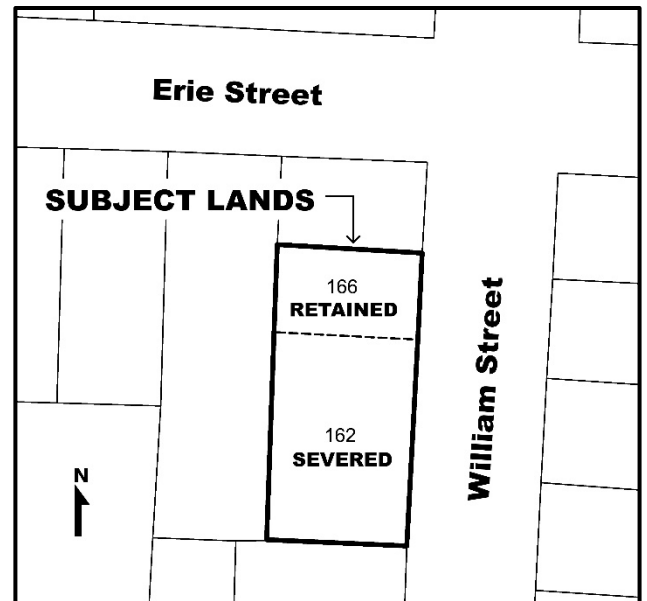 Erie Street
SUBJECT LANDS
166
RETAINED
William Street
162
SEVERED
N